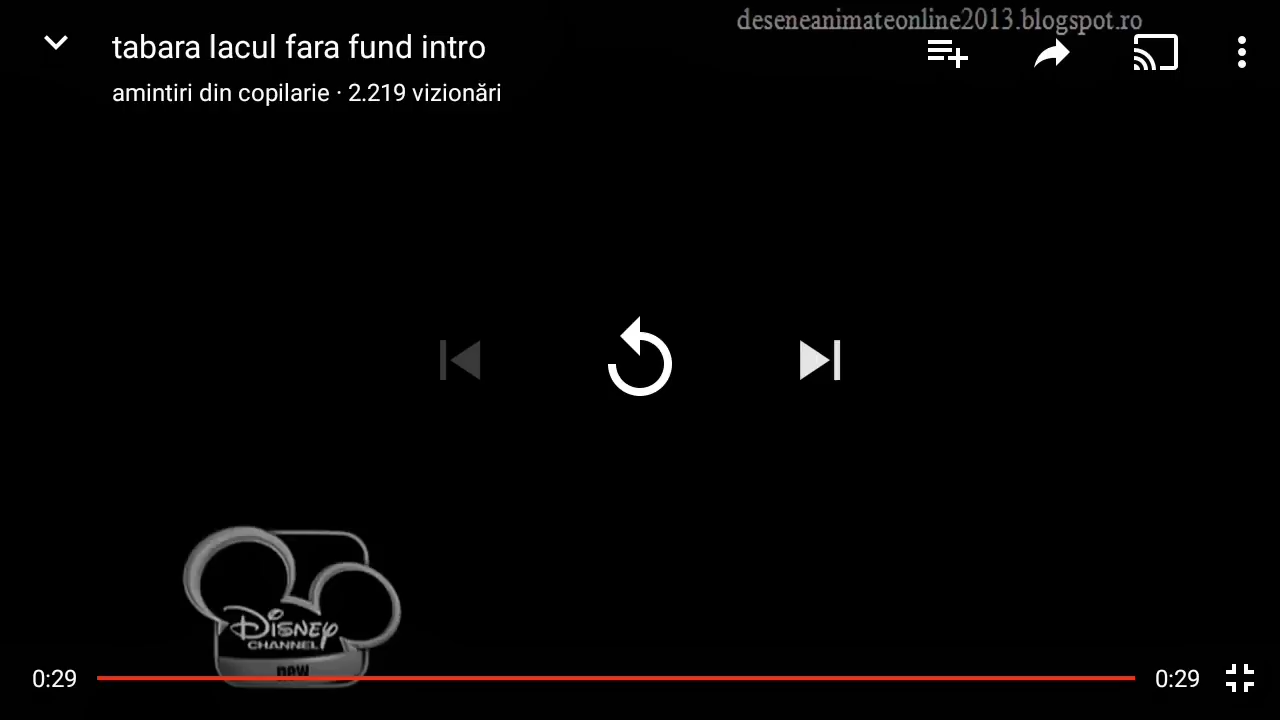 deseneanimateonline2013.blogspot.ro
tabara lacul fara fund intro
amintiri din copilarie · 2.219 vizionări
DISNEY
CHANNEL
new
0:29
0:29